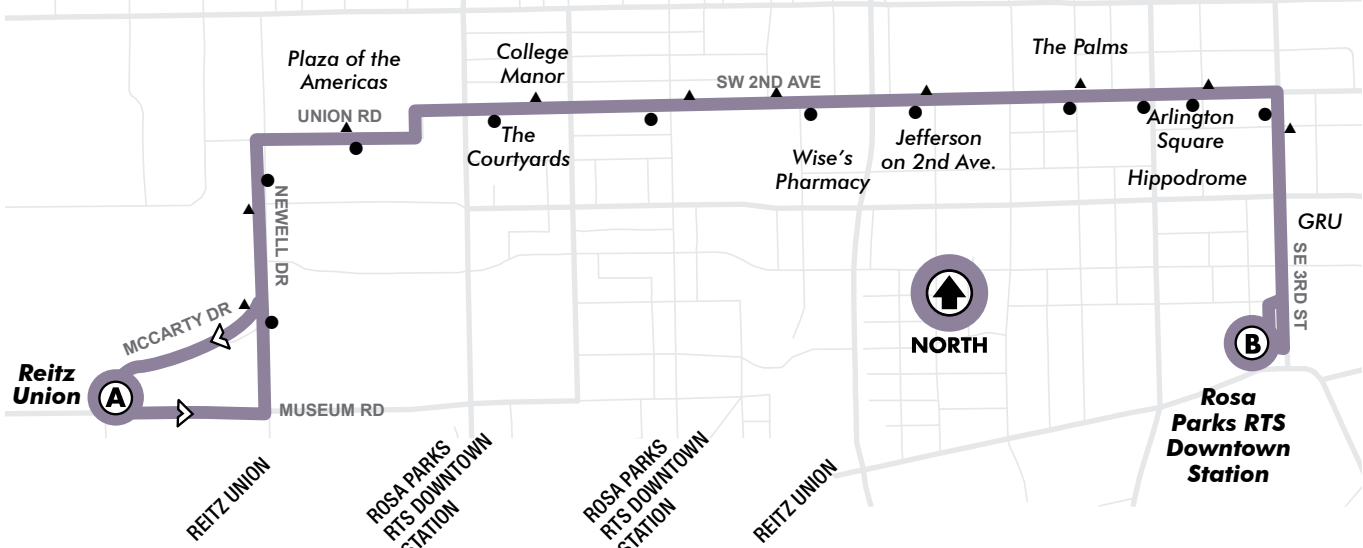 Plaza of the
Americas
College
Manor
The Palms
SW 2ND AVE
UNION RD
The
Courtyards
Wise's
Pharmacy
Jefferson
on 2nd Ave.
Arlington
Square
Hippodrome
NEWELL DR
GRU
SE 3RD ST
MCCARTY DR
NORTH
B
Reitz
Union
A
MUSEUM RD
Rosa
Parks RTS
Downtown
Station
REITZ UNION
ROSA PARKS
RTS DOWNTOWN
STATION
ROSA PARKS
RTS DOWNTOWN
STATION
REITZ UNION